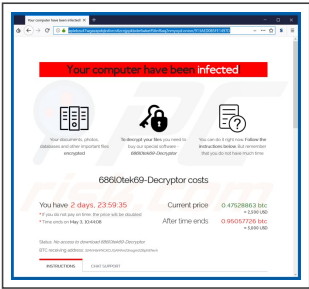 Your computer have been infected!
Your computer have been infected!
Your documents, photos,
databases and other important files
encrypted
To decrypt your files you need to
buy our special software -
686l0tek69-Decryptor
You can do it right now. Follow the
instructions below. But remember
that you do not have much time
686l0tek69-Decryptor costs
You have 2 days, 23:59:35
* If you do not pay on time, the price will be doubled
* Time ends on May 3, 10:44:08
Current price 0.47528863 btc
≈ 2,500 USD
After time ends 0.95057726 btc
≈ 5,000 USD
Status: No access to download 686l0tek69-Decryptor
BTC receiving address:
INSTRUCTIONS CHAT SUPPORT